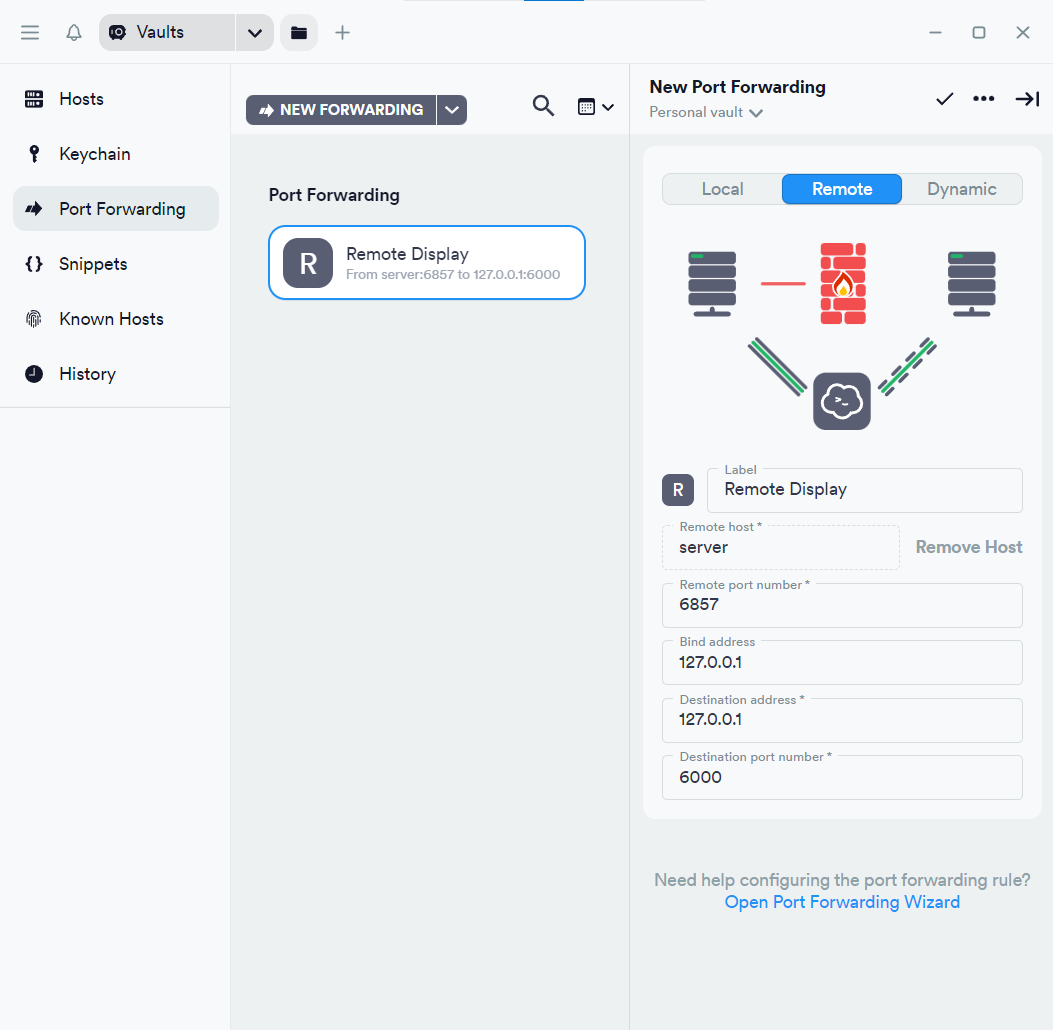 Vaults
Hosts
Keychain
Port Forwarding
Snippets
Known Hosts
History
NEW FORWARDING
Port Forwarding
R
Remote Display
From server:6857 to 127.0.0.1:6000
New Port Forwarding
Personal vault
Local
Remote
Dynamic
R
Label
Remote Display
Remote host *
server
Remove Host
Remote port number *
6857
Bind address
127.0.0.1
Destination address *
127.0.0.1
Destination port number *
6000
Need help configuring the port forwarding rule?
Open Port Forwarding Wizard